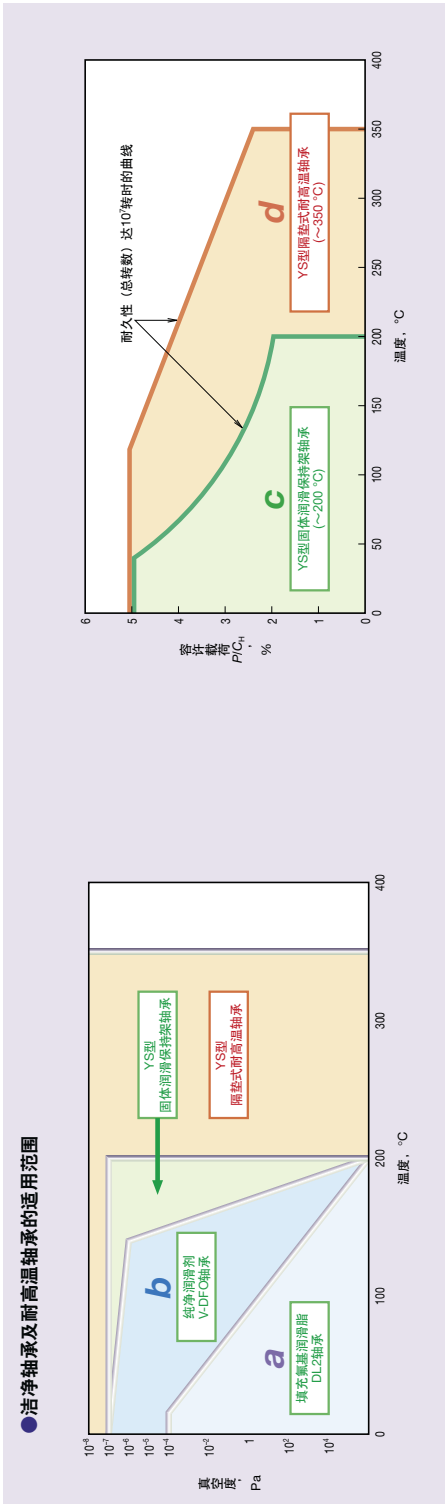 ●洁净轴承及耐高温轴承的适用范围
真空度，
Pa
10⁻⁸
10⁻⁷
10⁻⁶
10⁻⁵
10⁻⁴
10⁻²
1
10²
10⁴
0
100
200
300
400
温度，°C
a
填充氟基润滑脂
DL2轴承
b
纯净润滑剂
V-DFO轴承
YS型
固体润滑保持架轴承
YS型
隔垫式耐高温轴承
容许载荷
P/C_H，
%
6
5
4
3
2
1
0
0
50
100
150
200
250
300
350
400
温度，°C
耐久性（总转数）达10⁷转时的曲线
c
YS型固体润滑保持架轴承
(～200 °C)
d
YS型隔垫式耐高温轴承
(～350 °C)